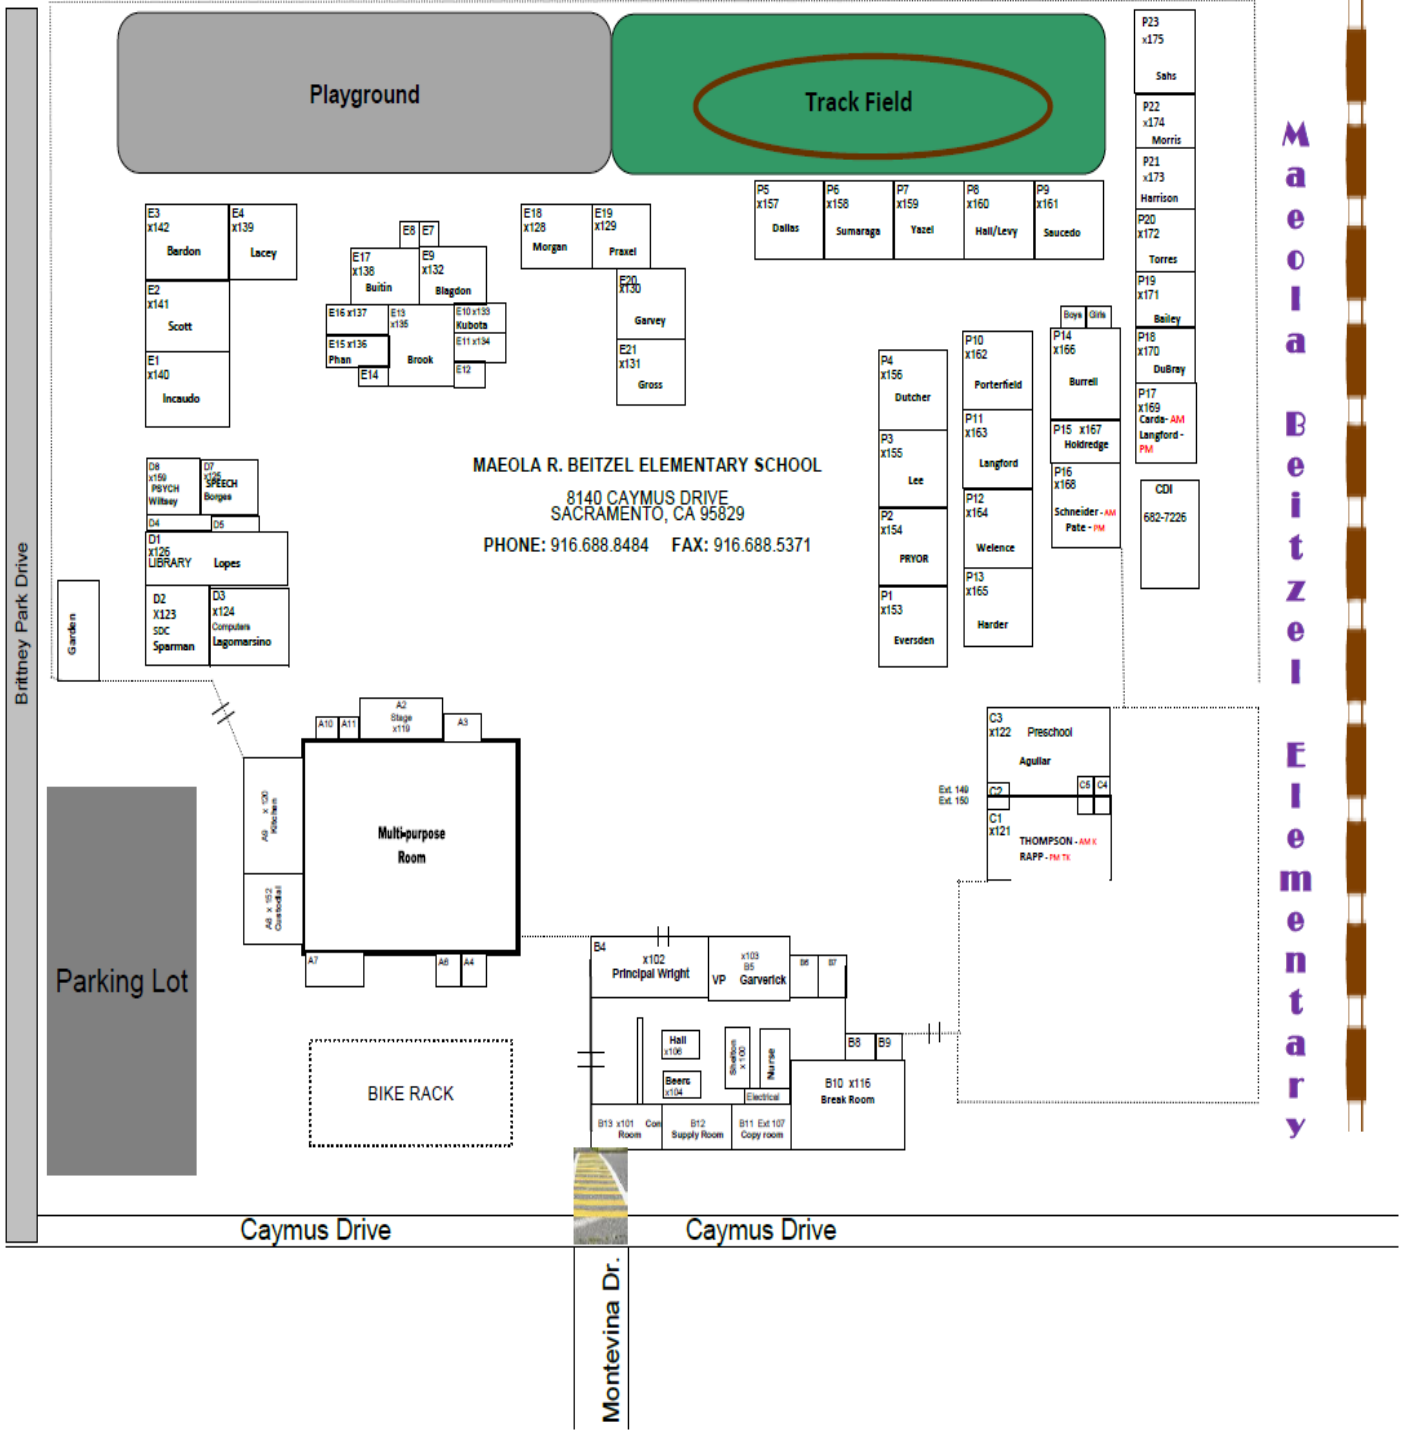 Playground
Track Field
P23
x175
Sahs
P22
x174
Morris
P21
x173
Harrison
P20
x172
Torres
P19
x171
Bailey
P18
x170
DuBray
P17
x169
Carda- AM
Langford -
PM
CDI
682-7226
P5
x157
Dallas
P6
x158
Sumaraga
P7
x159
Yazel
P8
x160
Hall/Levy
P9
x161
Saucedo
E3
x142
Bardon
E4
x139
Lacey
E2
x141
Scott
E1
x140
Incaudo
E8
E7
E17
x138
Buitin
E9
x132
Blagdon
E16 x137
E13
x135
Brook
E10 x133
Kubota
E15 x136
Phan
E11 x134
E14
E12
E18
x128
Morgan
E19
x129
Praxel
E20
x130
Garvey
E21
x131
Gross
Boys
Girls
P14
x166
Burrell
P15 x167
Holdredge
P16
x168
Schneider - AM
Pate - PM
P10
x162
Porterfield
P11
x163
Langford
P12
x164
Welence
P13
x165
Harder
P4
x156
Dutcher
P3
x155
Lee
P2
x154
PRYOR
P1
x153
Eversden
MAEOLA R. BEITZEL ELEMENTARY SCHOOL
8140 CAYMUS DRIVE
SACRAMENTO, CA 95829
PHONE: 916.688.8484 FAX: 916.688.5371
D8
x159
PSYCH
Wiltsey
D7
x125
SPEECH
Borges
D4
D5
D1
x126
LIBRARY Lopes
D2
X123
SDC
Sparman
D3
x124
Computers
Lagomarsino
Garden
Brittney Park Drive
A10
A11
A2
Stage
x119
A3
A9 x 120
Kitchen
A8 x 152
Custodial
Multi-purpose
Room
A7
A6
A4
Parking Lot
BIKE RACK
C3
x122 Preschool
Aguilar
Ext. 149
Ext. 150
C2
C5
C4
C1
x121
THOMPSON - AM K
RAPP - PM TK
B4
x102
Principal Wright
x103
B5
VP Garverick
B6
B7
Hall
x106
Beers
x104
Shelton
x 100
Nurse
Electrical
B8
B9
B10 x116
Break Room
B13 x101 Con
Room
B12
Supply Room
B11 Ext 107
Copy room
Caymus Drive
Caymus Drive
Montevina Dr.
Maeola Beitzel Elementary